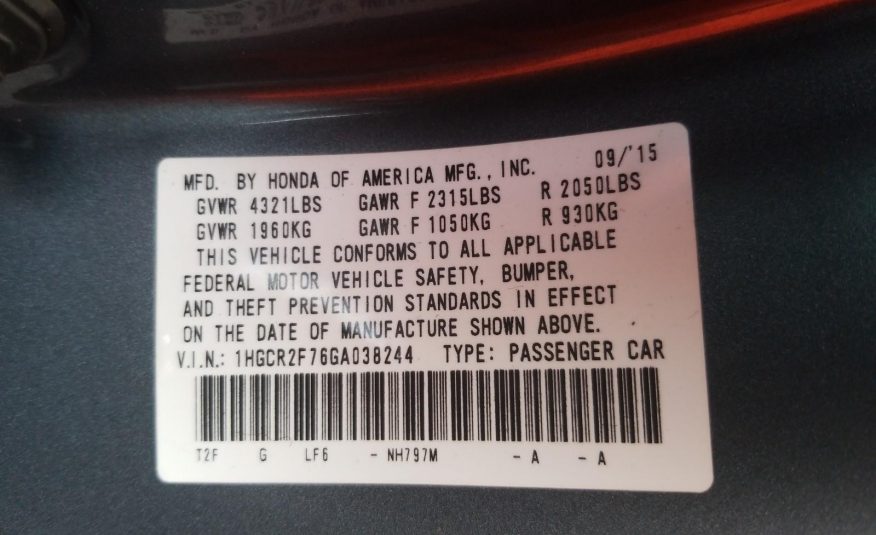 MFD. BY HONDA OF AMERICA MFG., INC. 09/'15
GVWR 4321LBS GAWR F 2315LBS R 2050LBS
GVWR 1960KG GAWR F 1050KG R 930KG
THIS VEHICLE CONFORMS TO ALL APPLICABLE
FEDERAL MOTOR VEHICLE SAFETY, BUMPER,
AND THEFT PREVENTION STANDARDS IN EFFECT
ON THE DATE OF MANUFACTURE SHOWN ABOVE.
V.I.N.: 1HGCR2F76GA038244 TYPE: PASSENGER CAR
T2F G LF6 - NH797M - A - A